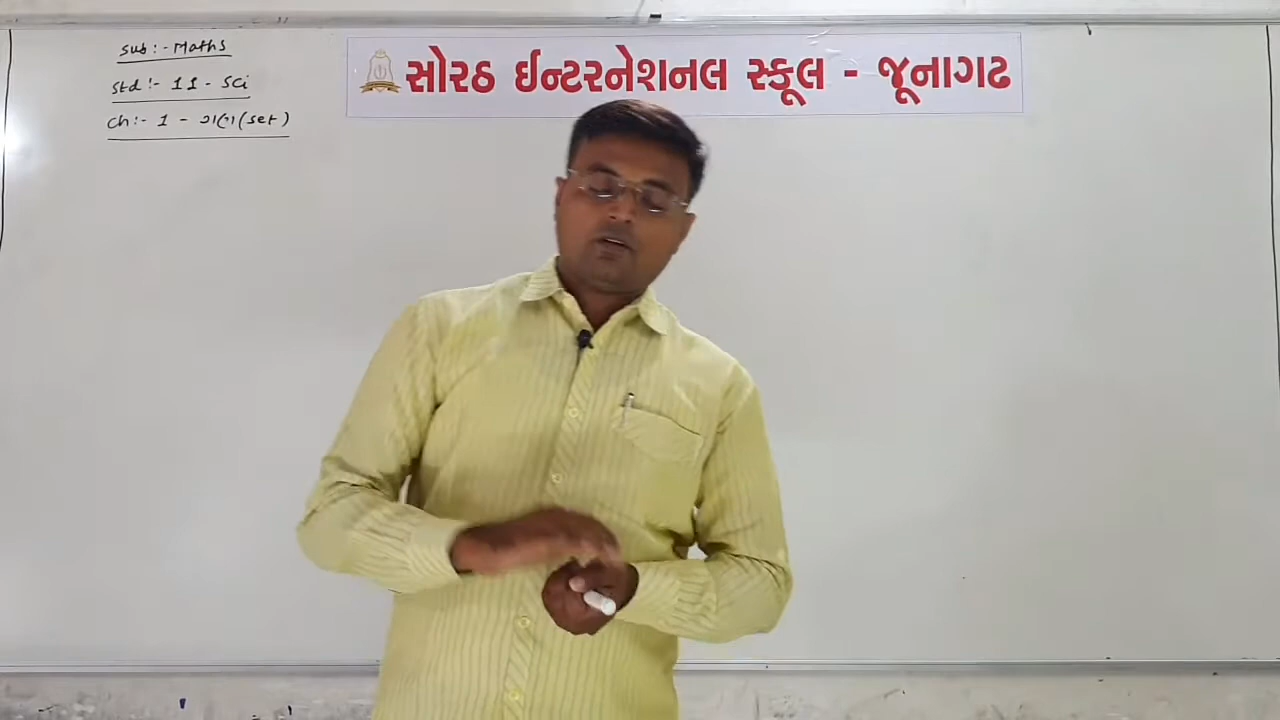 sub :- Maths
std :- 11 - sci
ch :- 1 - ગણ (set)
સોરઠ ઈન્ટરનેશનલ સ્કૂલ - જૂનાગઢ